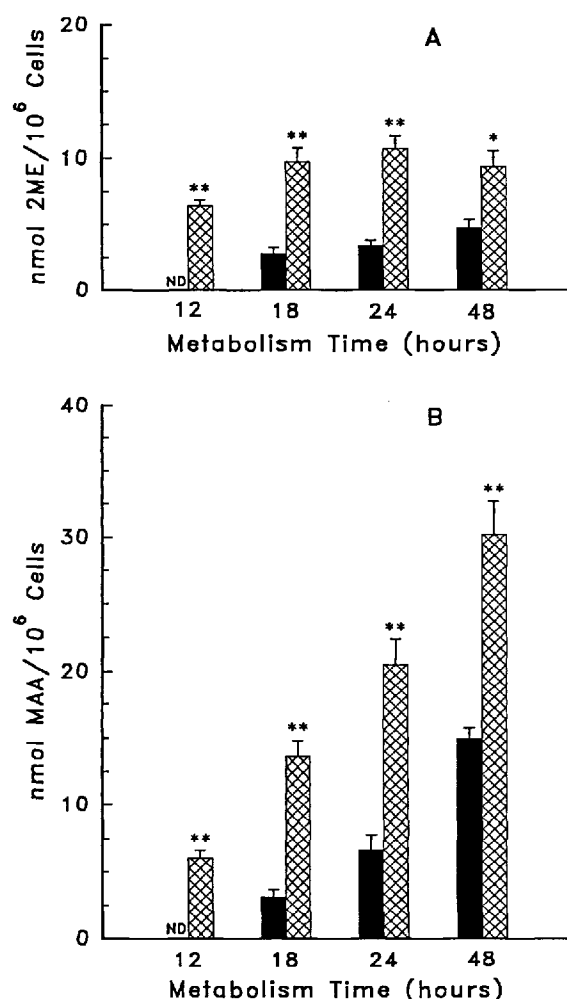 A
20
10
0
nmol 2ME/10⁶ Cells
ND
**
**
**
*
12 18 24 48
Metabolism Time (hours)
B
40
30
20
10
0
nmol MAA/10⁶ Cells
ND
**
**
**
**
12 18 24 48
Metabolism Time (hours)